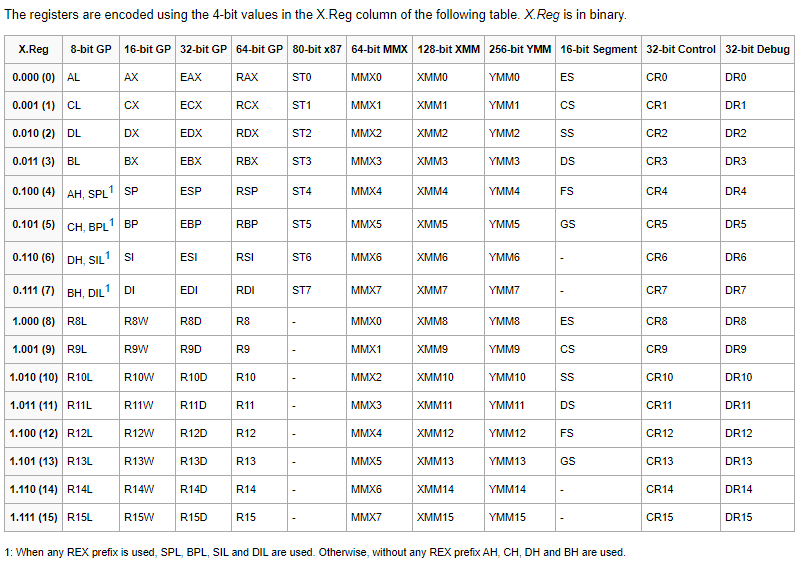 The registers are encoded using the 4-bit values in the X.Reg column of the following table. X.Reg is in binary.
X.Reg 8-bit GP 16-bit GP 32-bit GP 64-bit GP 80-bit x87 64-bit MMX 128-bit XMM 256-bit YMM 16-bit Segment 32-bit Control 32-bit Debug
0.000 (0) AL AX EAX RAX ST0 MMX0 XMM0 YMM0 ES CR0 DR0
0.001 (1) CL CX ECX RCX ST1 MMX1 XMM1 YMM1 CS CR1 DR1
0.010 (2) DL DX EDX RDX ST2 MMX2 XMM2 YMM2 SS CR2 DR2
0.011 (3) BL BX EBX RBX ST3 MMX3 XMM3 YMM3 DS CR3 DR3
0.100 (4) AH, SPL1 SP ESP RSP ST4 MMX4 XMM4 YMM4 FS CR4 DR4
0.101 (5) CH, BPL1 BP EBP RBP ST5 MMX5 XMM5 YMM5 GS CR5 DR5
0.110 (6) DH, SIL1 SI ESI RSI ST6 MMX6 XMM6 YMM6 - CR6 DR6
0.111 (7) BH, DIL1 DI EDI RDI ST7 MMX7 XMM7 YMM7 - CR7 DR7
1.000 (8) R8L R8W R8D R8 - MMX0 XMM8 YMM8 ES CR8 DR8
1.001 (9) R9L R9W R9D R9 - MMX1 XMM9 YMM9 CS CR9 DR9
1.010 (10) R10L R10W R10D R10 - MMX2 XMM10 YMM10 SS CR10 DR10
1.011 (11) R11L R11W R11D R11 - MMX3 XMM11 YMM11 DS CR11 DR11
1.100 (12) R12L R12W R12D R12 - MMX4 XMM12 YMM12 FS CR12 DR12
1.101 (13) R13L R13W R13D R13 - MMX5 XMM13 YMM13 GS CR13 DR13
1.110 (14) R14L R14W R14D R14 - MMX6 XMM14 YMM14 - CR14 DR14
1.111 (15) R15L R15W R15D R15 - MMX7 XMM15 YMM15 - CR15 DR15
1: When any REX prefix is used, SPL, BPL, SIL and DIL are used. Otherwise, without any REX prefix AH, CH, DH and BH are used.